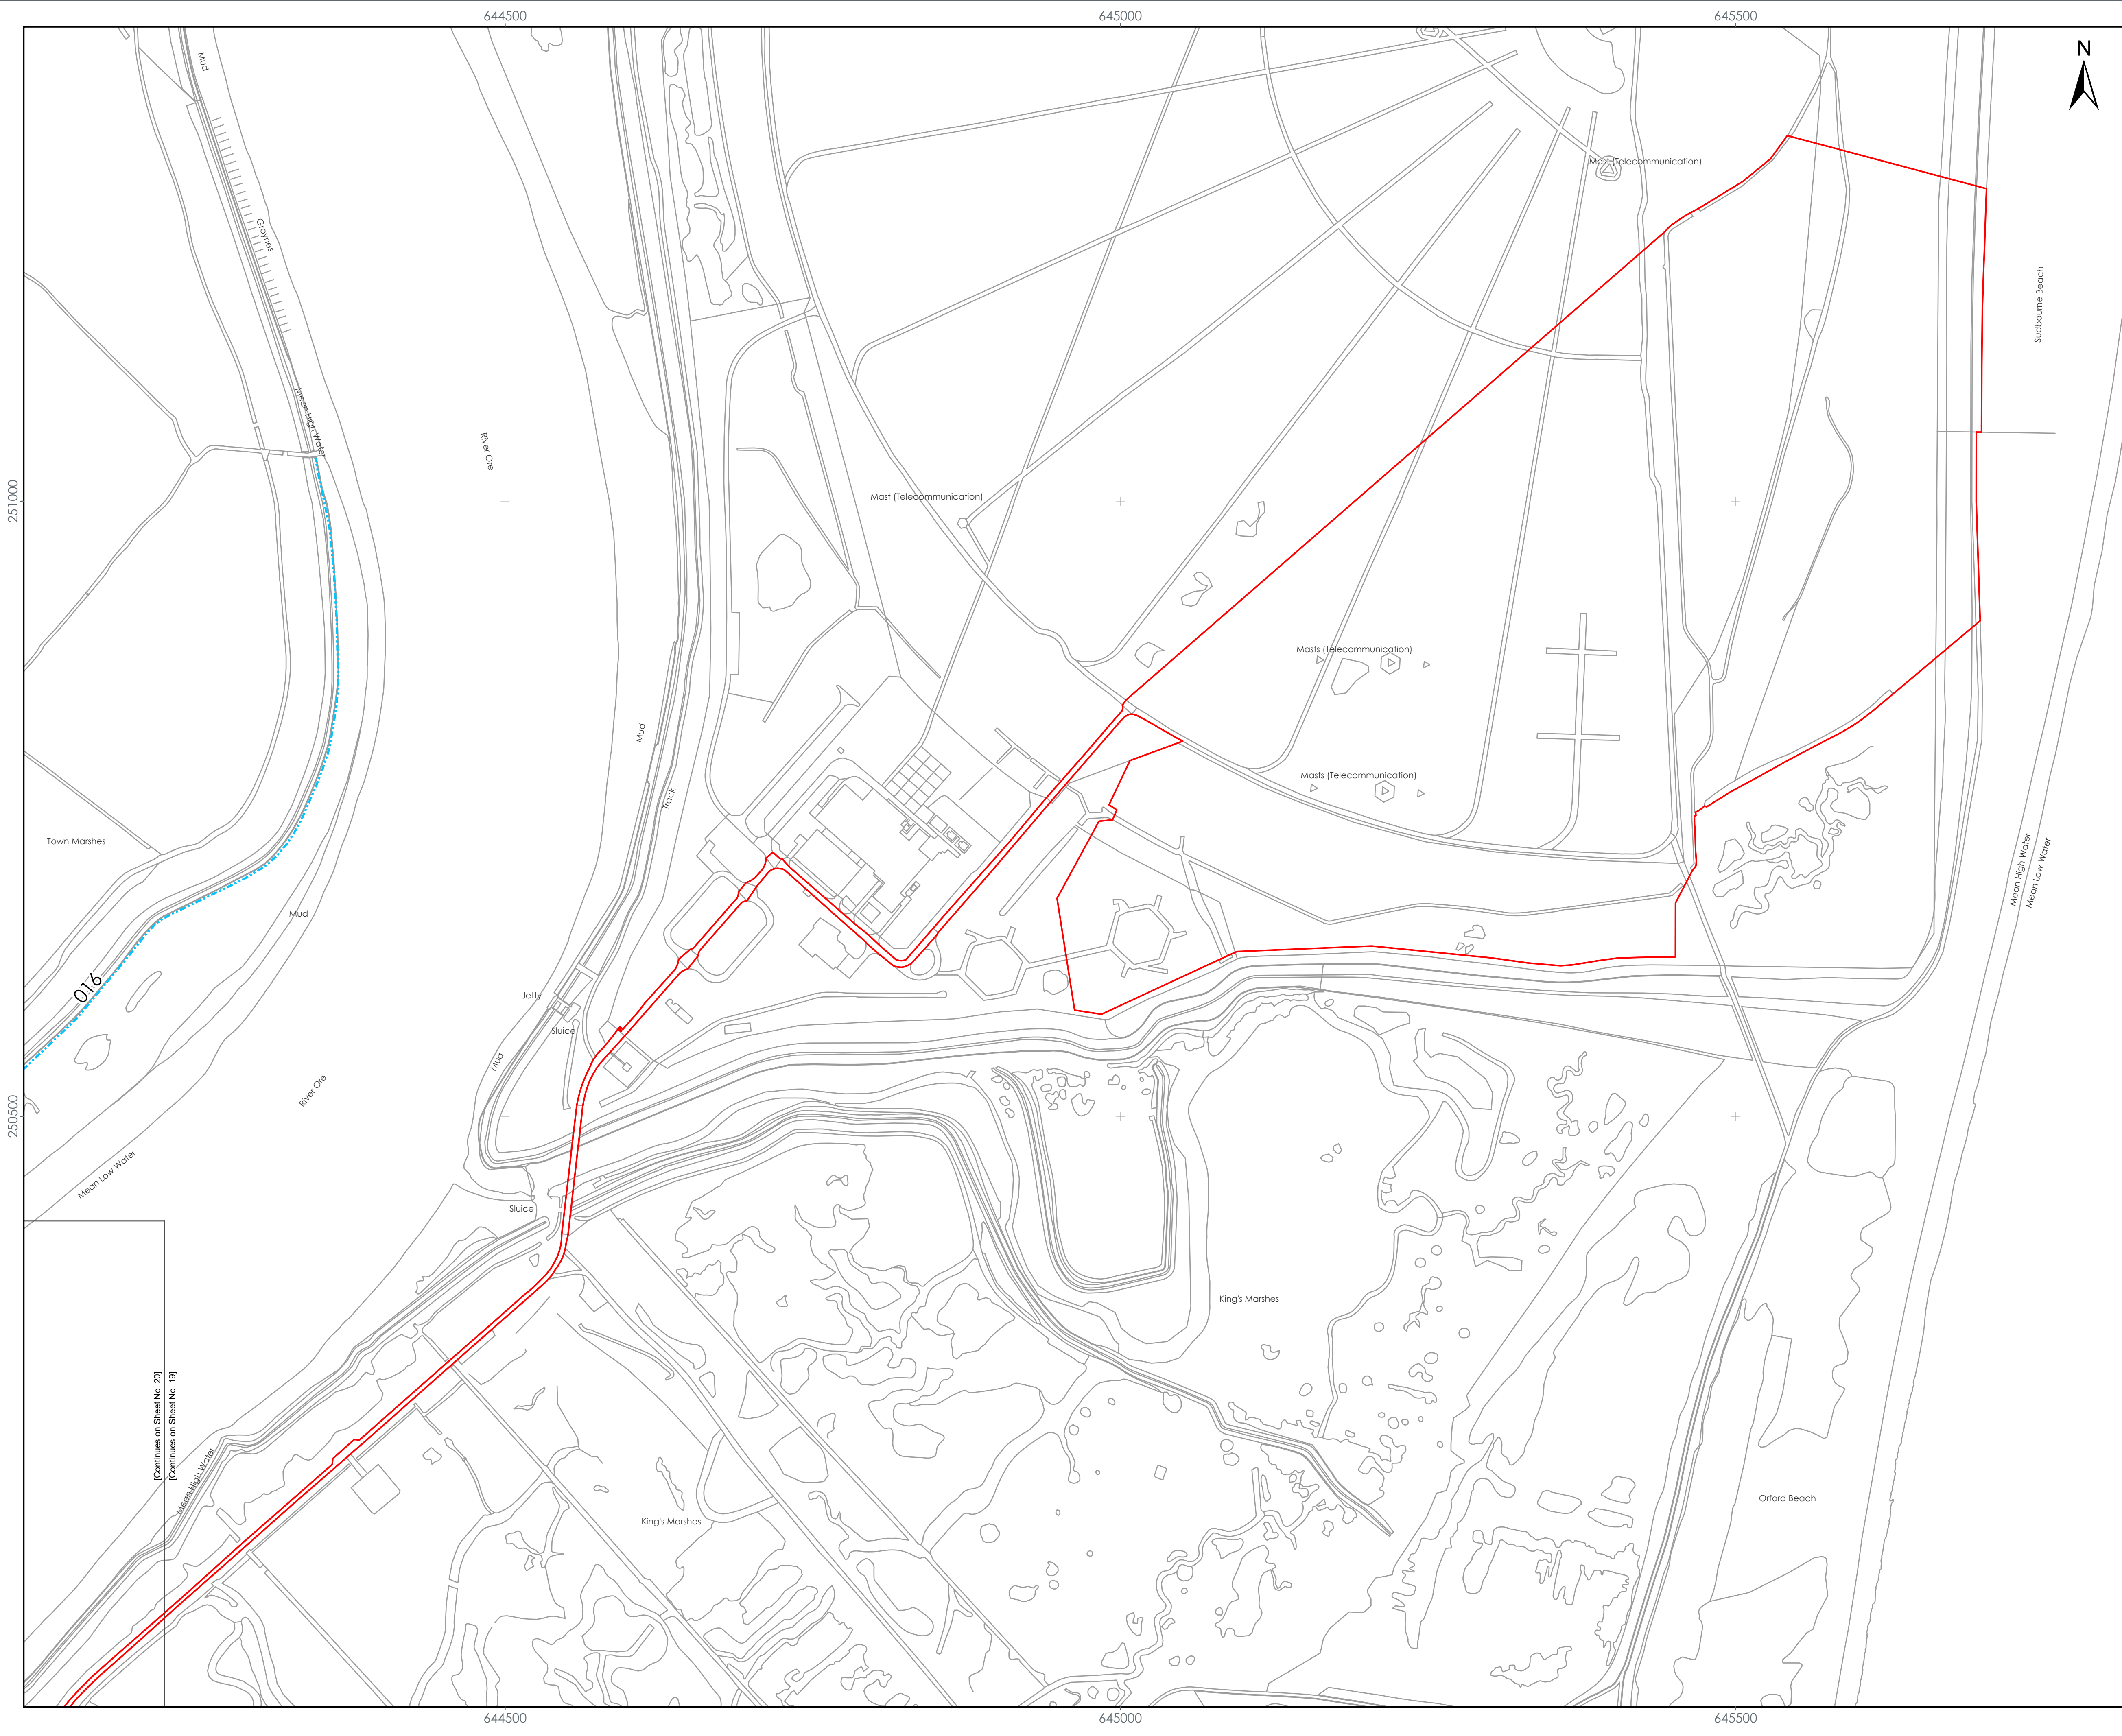 644500
645000
645500
N
Mud
Mast (Telecommunication)
Groynes
Sudbourne Beach
Mean High Water
River Ore
251000
Mast (Telecommunication)
Masts (Telecommunication)
Mud
Masts (Telecommunication)
Track
Town Marshes
Mean High Water
Mean Low Water
Mud
016
Jetty
Sluice
Mud
River Ore
250500
Mean Low Water
Sluice
King's Marshes
[Continues on Sheet No. 20]
[Continues on Sheet No. 19]
Mean High Water
Orford Beach
King's Marshes
644500
645000
645500